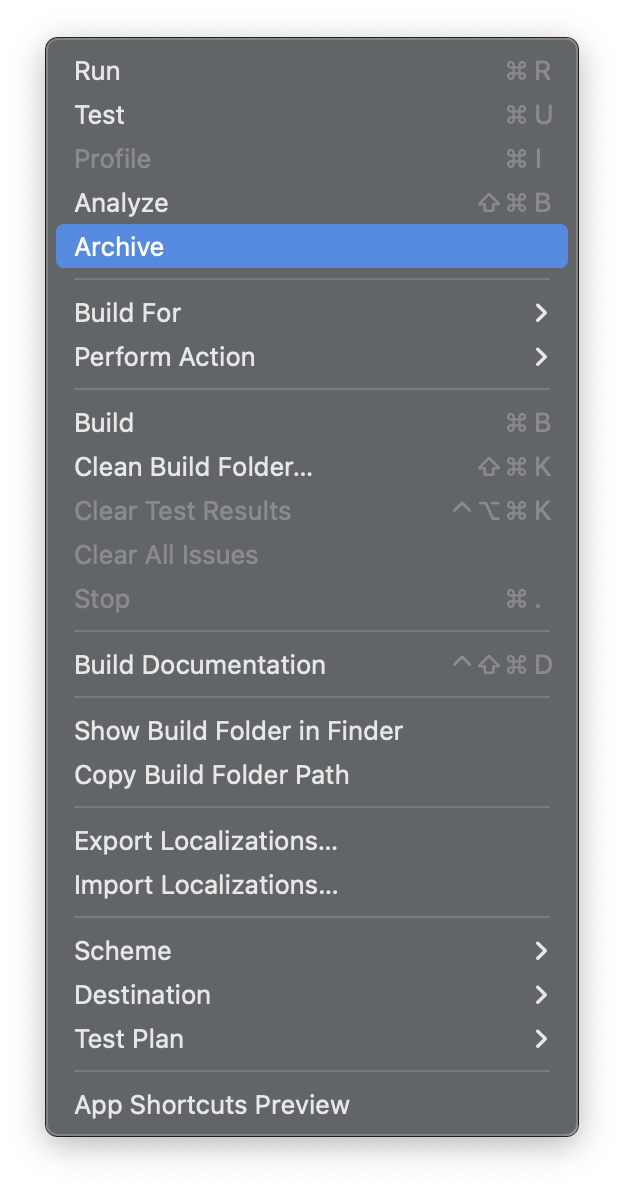 Run ⌘ R
Test ⌘ U
Profile ⌘ I
Analyze ⇧ ⌘ B
Archive
Build For
Perform Action
Build ⌘ B
Clean Build Folder… ⇧ ⌘ K
Clear Test Results ^ ⌥ ⌘ K
Clear All Issues
Stop ⌘ .
Build Documentation ^ ⇧ ⌘ D
Show Build Folder in Finder
Copy Build Folder Path
Export Localizations…
Import Localizations…
Scheme
Destination
Test Plan
App Shortcuts Preview